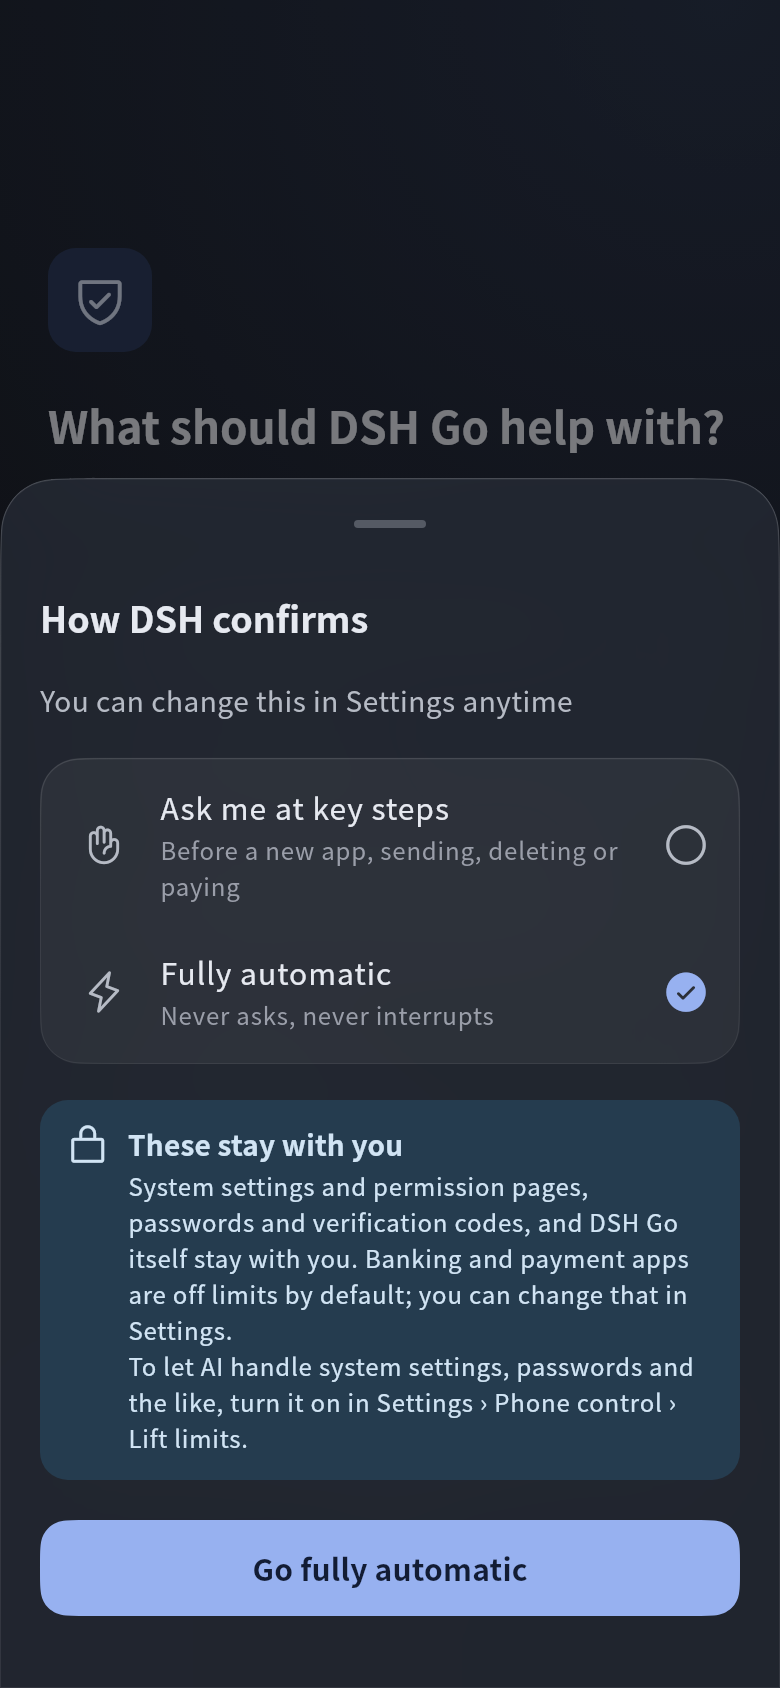 What should DSH Go help with?
How DSH confirms
You can change this in Settings anytime
Ask me at key steps
Before a new app, sending, deleting or
paying
Fully automatic
Never asks, never interrupts
These stay with you
System settings and permission pages,
passwords and verification codes, and DSH Go
itself stay with you. Banking and payment apps
are off limits by default; you can change that in
Settings.
To let AI handle system settings, passwords and
the like, turn it on in Settings › Phone control ›
Lift limits.
Go fully automatic